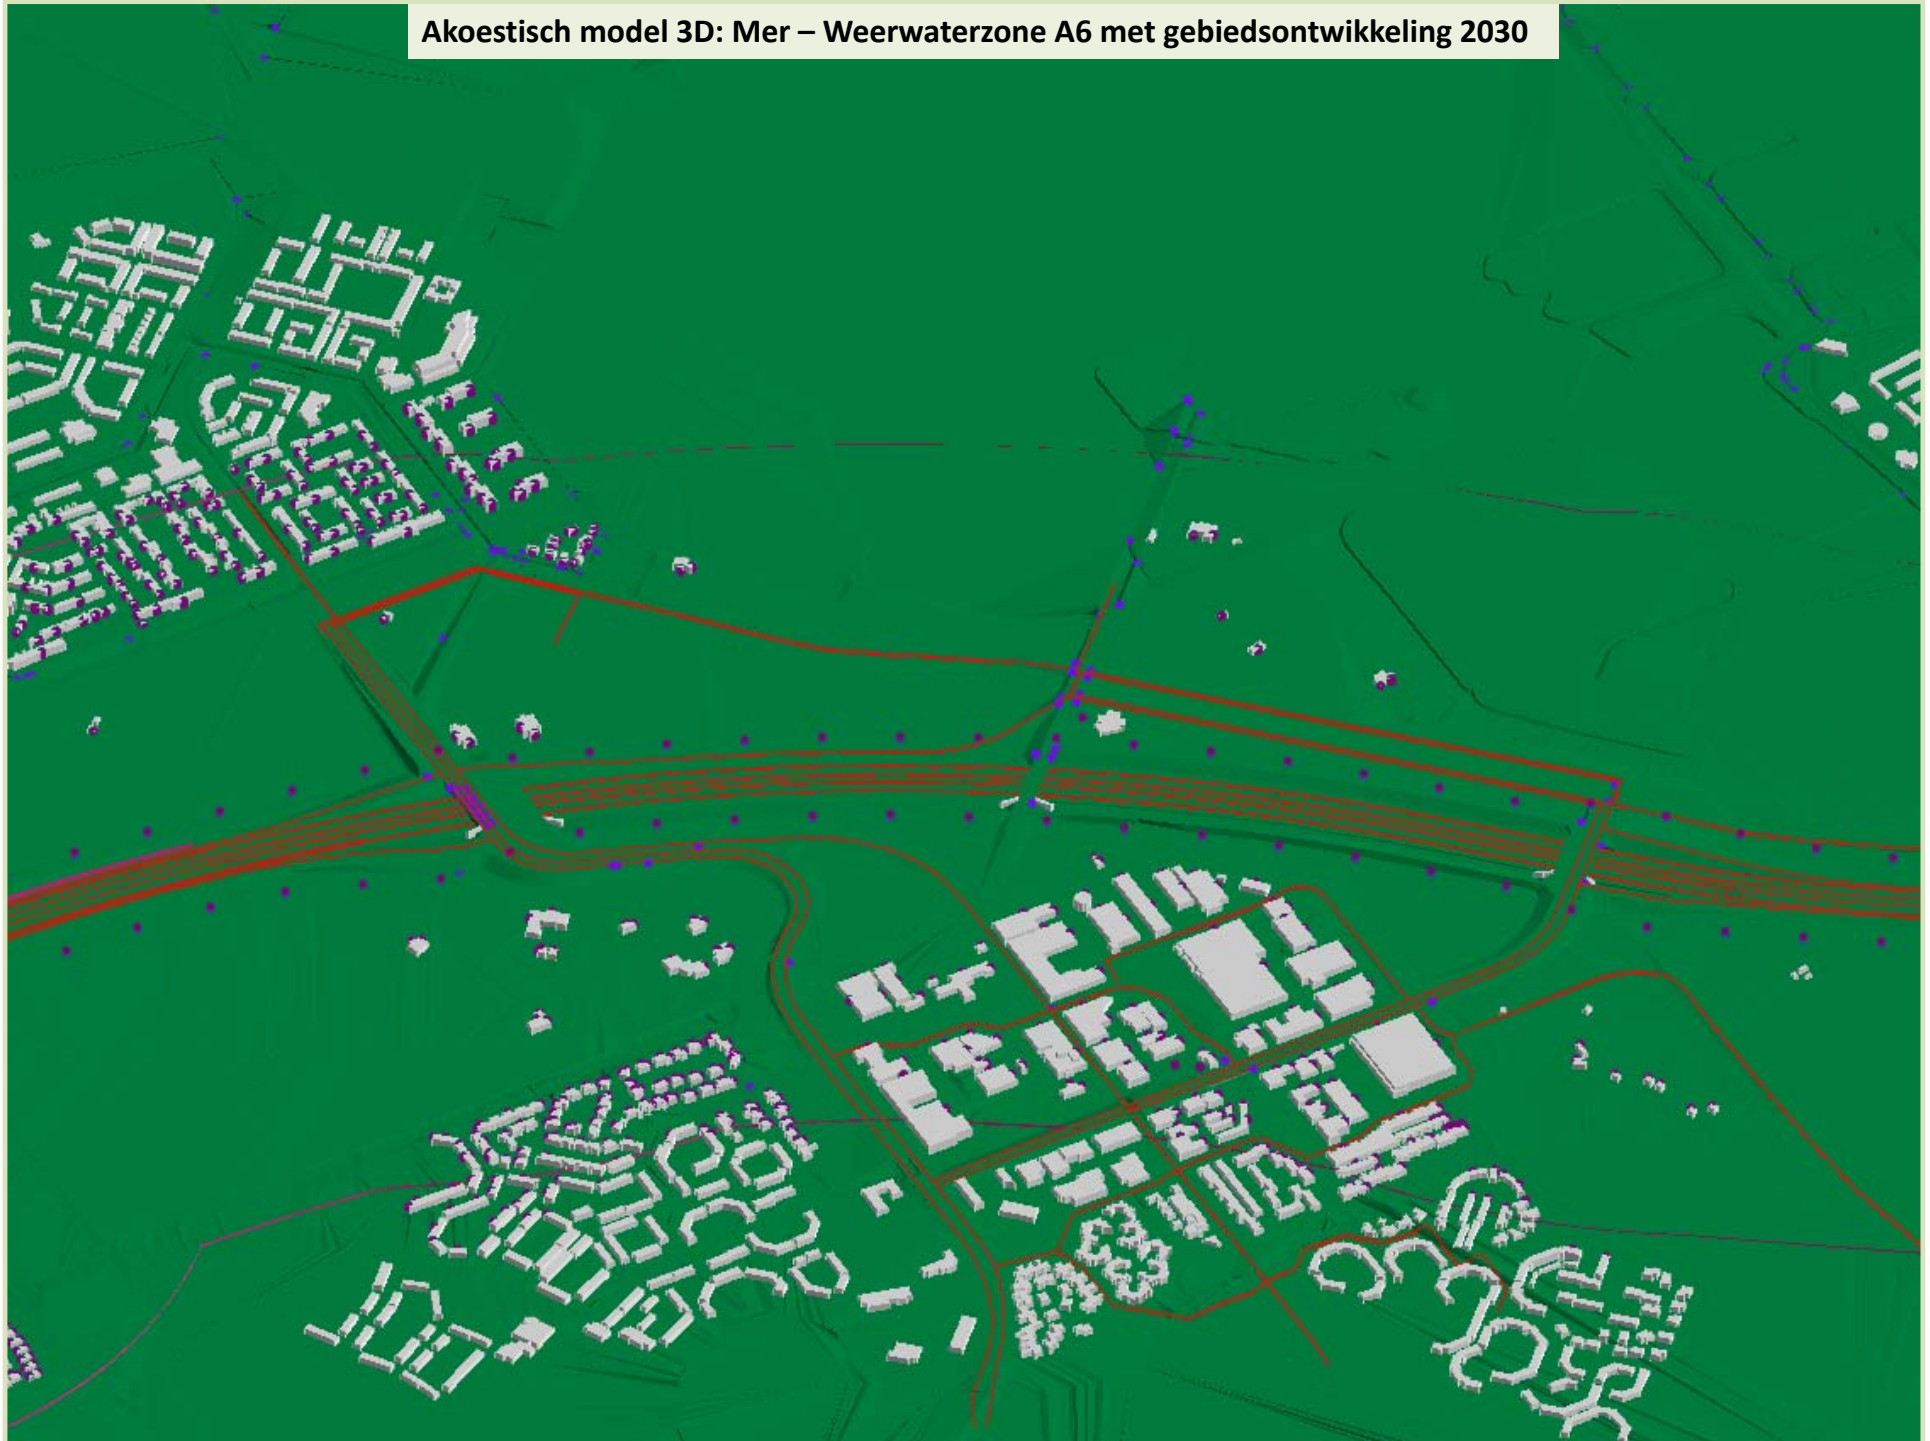 Akoestisch model 3D: Mer – Weerwaterzone A6 met gebiedsontwikkeling 2030